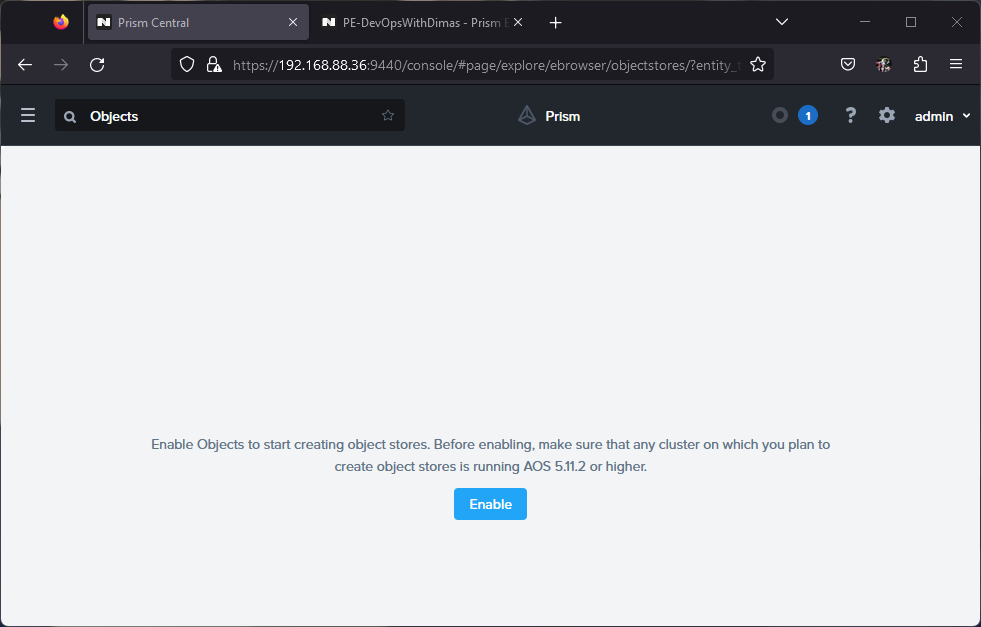 Prism Central
PE-DevOpsWithDimas - Prism E
https://192.168.88.36:9440/console/#page/explore/ebrowser/objectstores/?entity_
Objects
Prism
1
?
admin
Enable Objects to start creating object stores. Before enabling, make sure that any cluster on which you plan to
create object stores is running AOS 5.11.2 or higher.
Enable